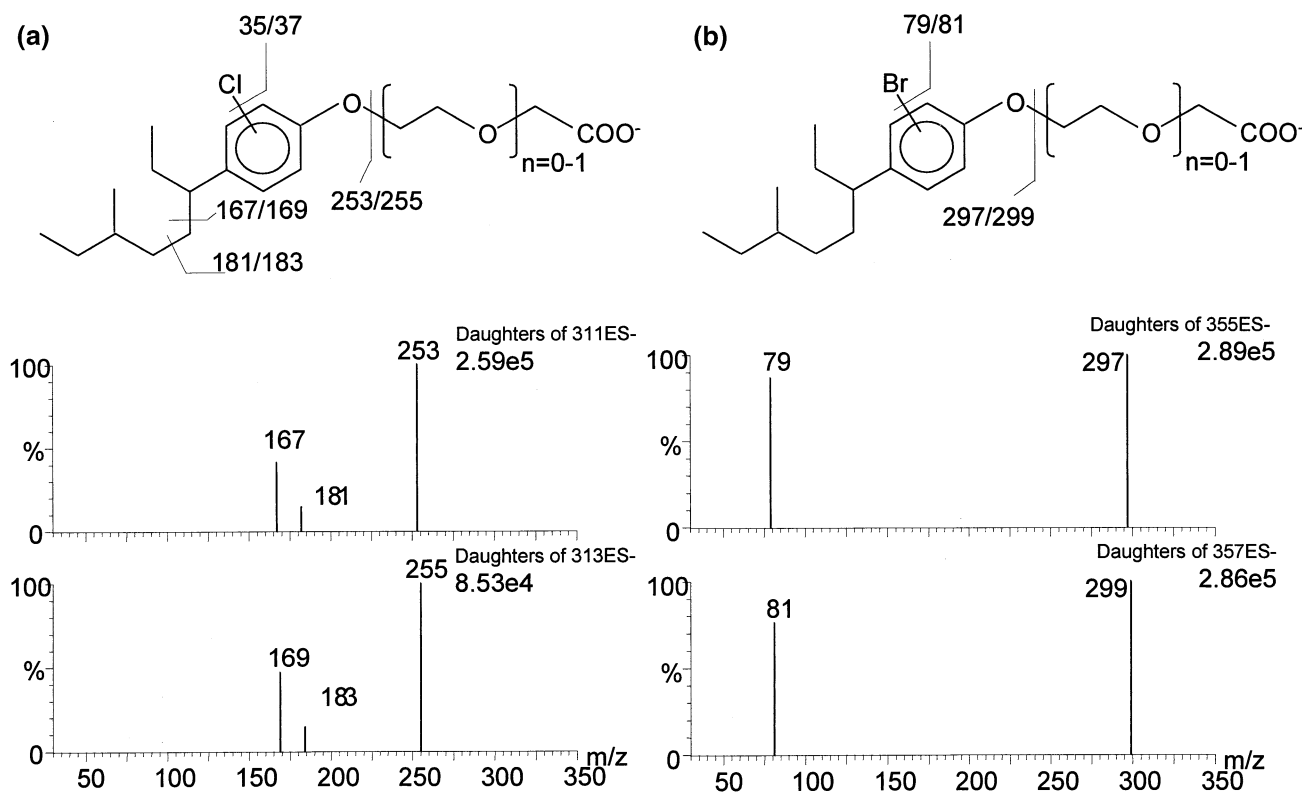 (a)
35/37
Cl
O
O
COO-
n=0-1
253/255
167/169
181/183
(b)
79/81
Br
O
O
COO-
n=0-1
297/299
Daughters of 311ES-
2.59e5
100
%
0
167
181
253
Daughters of 355ES-
2.89e5
100
%
0
79
297
Daughters of 313ES-
8.53e4
100
%
0
169
183
255
m/z
50 100 150 200 250 300 350
Daughters of 357ES-
2.86e5
100
%
0
81
299
m/z
50 100 150 200 250 300 350